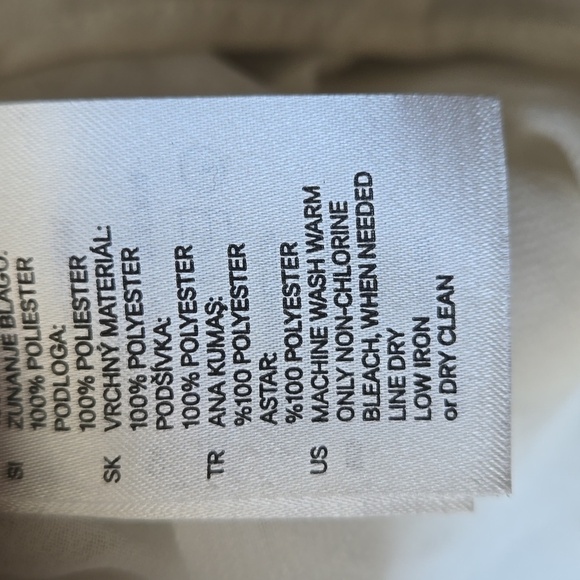 SI ZUNANJE BLAGO:
100% POLIESTER
PODLOGA:
100% POLIESTER
SK VRCHNÝ MATERIÁL:
100% POLYESTER
PODŠÍVKA:
100% POLYESTER
TR ANA KUMAŞ:
%100 POLYESTER
ASTAR:
%100 POLYESTER
US MACHINE WASH WARM
ONLY NON-CHLORINE
BLEACH, WHEN NEEDED
LINE DRY
LOW IRON
or DRY CLEAN